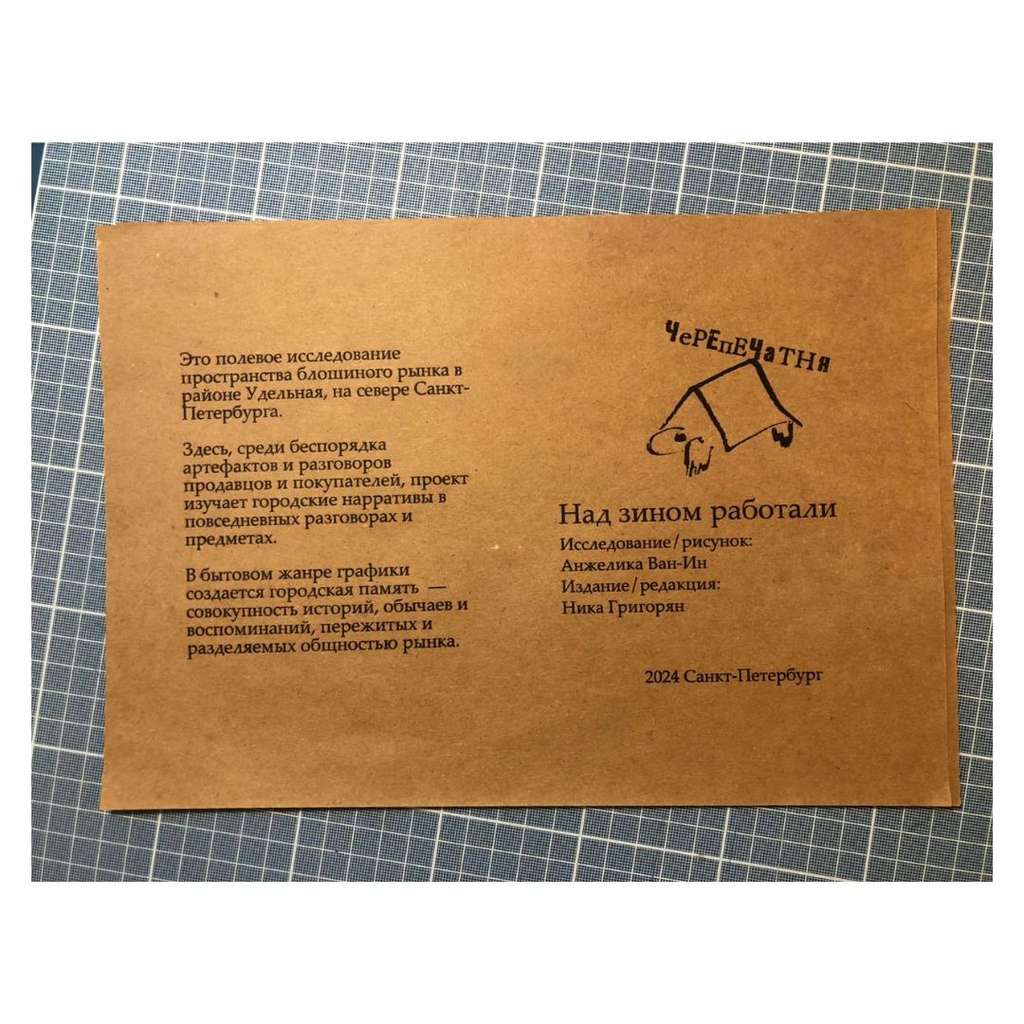 Это полевое исследование
пространства блошиного рынка в
районе Удельная, на севере Санкт-
Петербурга.
Здесь, среди беспорядка
артефактов и разговоров
продавцов и покупателей, проект
изучает городские нарративы в
повседневных разговорах и
предметах.
В бытовом жанре графики
создается городская память —
совокупность историй, обычаев и
воспоминаний, пережитых и
разделяемых общностью рынка.
ЧеРЕпЕЧаТНЯ
Над зином работали
Исследование/рисунок:
Анжелика Ван-Ин
Издание/редакция:
Ника Григорян
2024 Санкт-Петербург